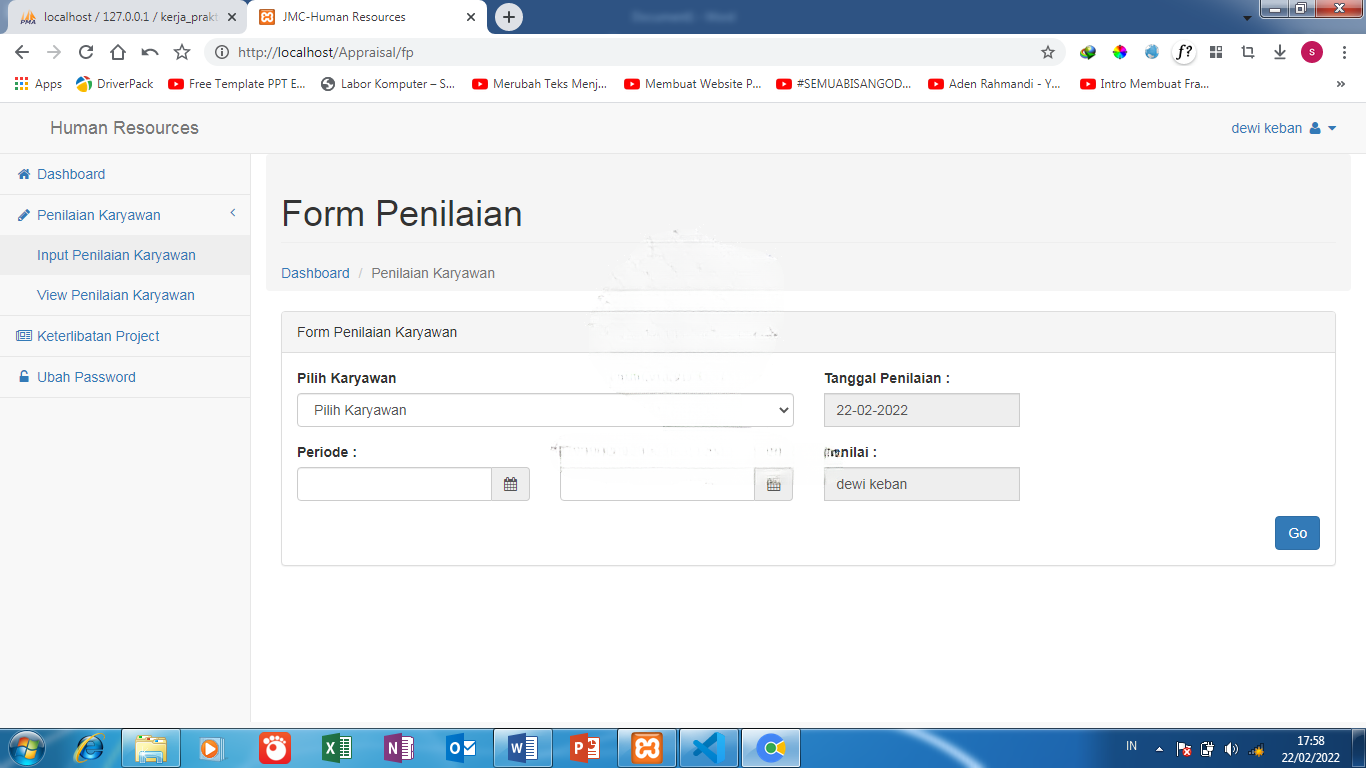 localhost / 127.0.0.1 / kerja_prakt
JMC-Human Resources
Document1 - Word
http://localhost/Appraisal/fp
f?
s
Apps
DriverPack
Free Template PPT E...
Labor Komputer – S...
Merubah Teks Menj...
Membuat Website P...
#SEMUABISANGOD...
Aden Rahmandi - Y...
Intro Membuat Fra...
Human Resources
dewi keban
Dashboard
Penilaian Karyawan
Input Penilaian Karyawan
View Penilaian Karyawan
Keterlibatan Project
Ubah Password
Form Penilaian
Dashboard / Penilaian Karyawan
Form Penilaian Karyawan
Pilih Karyawan
Tanggal Penilaian :
Pilih Karyawan
22-02-2022
Periode :
dewi keban
Go
IN
17:58
22/02/2022